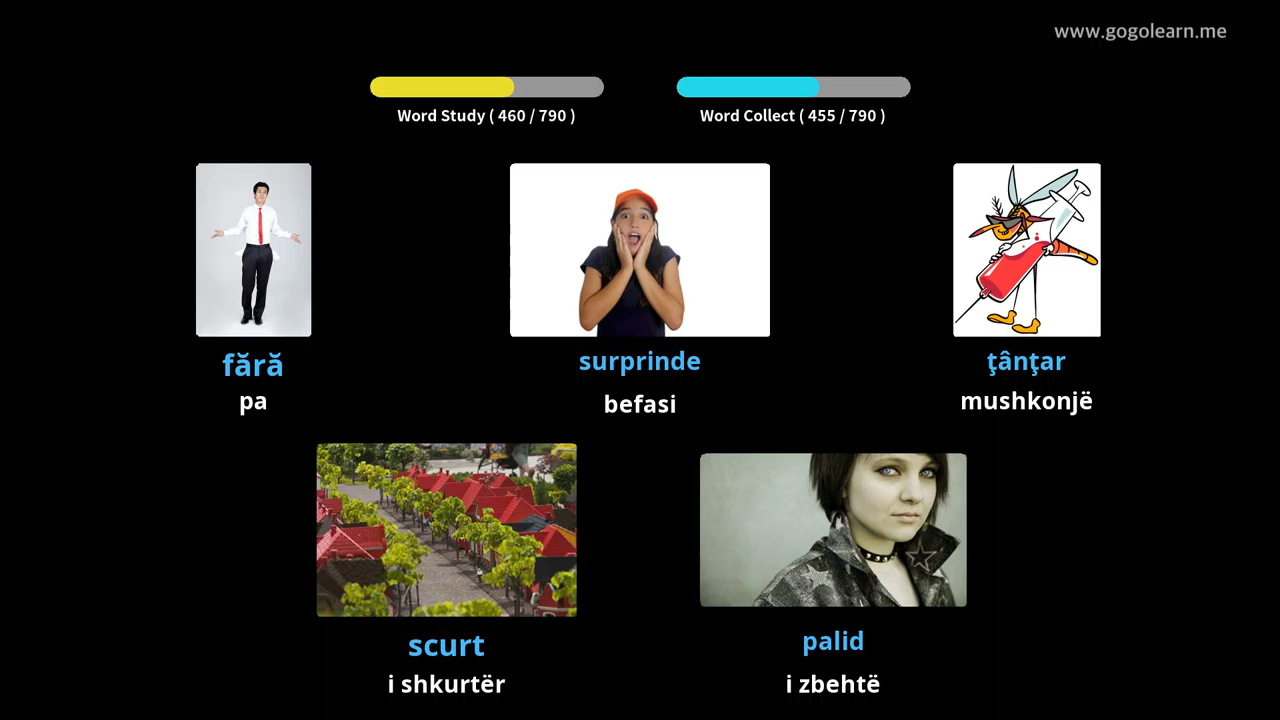 www.gogolearn.me
Word Study ( 460 / 790 )
Word Collect ( 455 / 790 )
fără
surprinde
ţânţar
pa
befasi
mushkonjë
scurt
palid
i shkurtër
i zbehtë